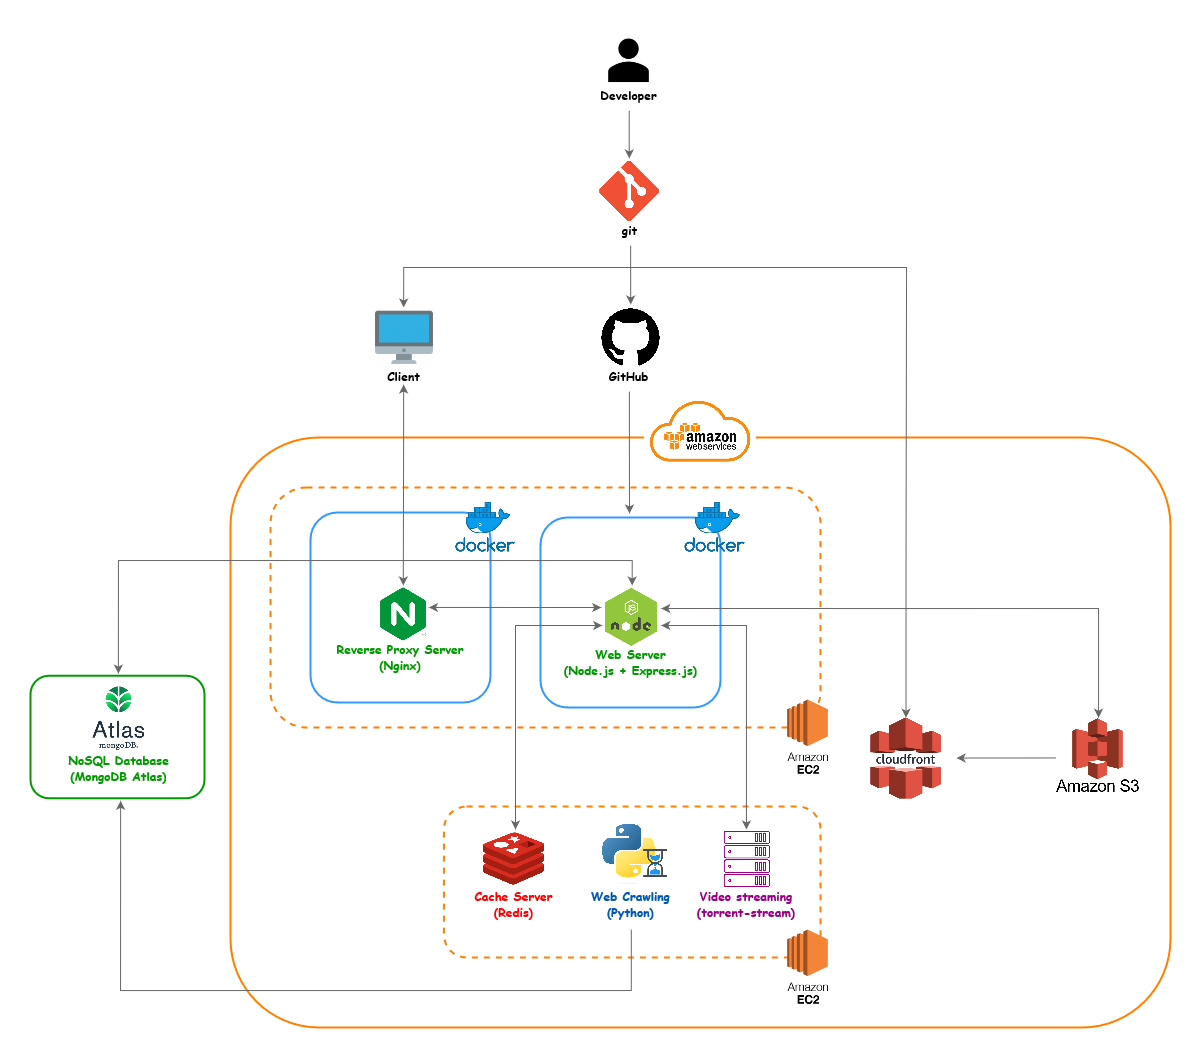 Developer
git
Client
GitHub
amazon
webservices
docker
docker
JS
node
Reverse Proxy Server
(Nginx)
Web Server
(Node.js + Express.js)
Atlas
mongoDB.
NoSQL Database
(MongoDB Atlas)
Amazon
EC2
cloudfront
Amazon S3
Cache Server
(Redis)
Web Crawling
(Python)
Video streaming
(torrent-stream)
Amazon
EC2